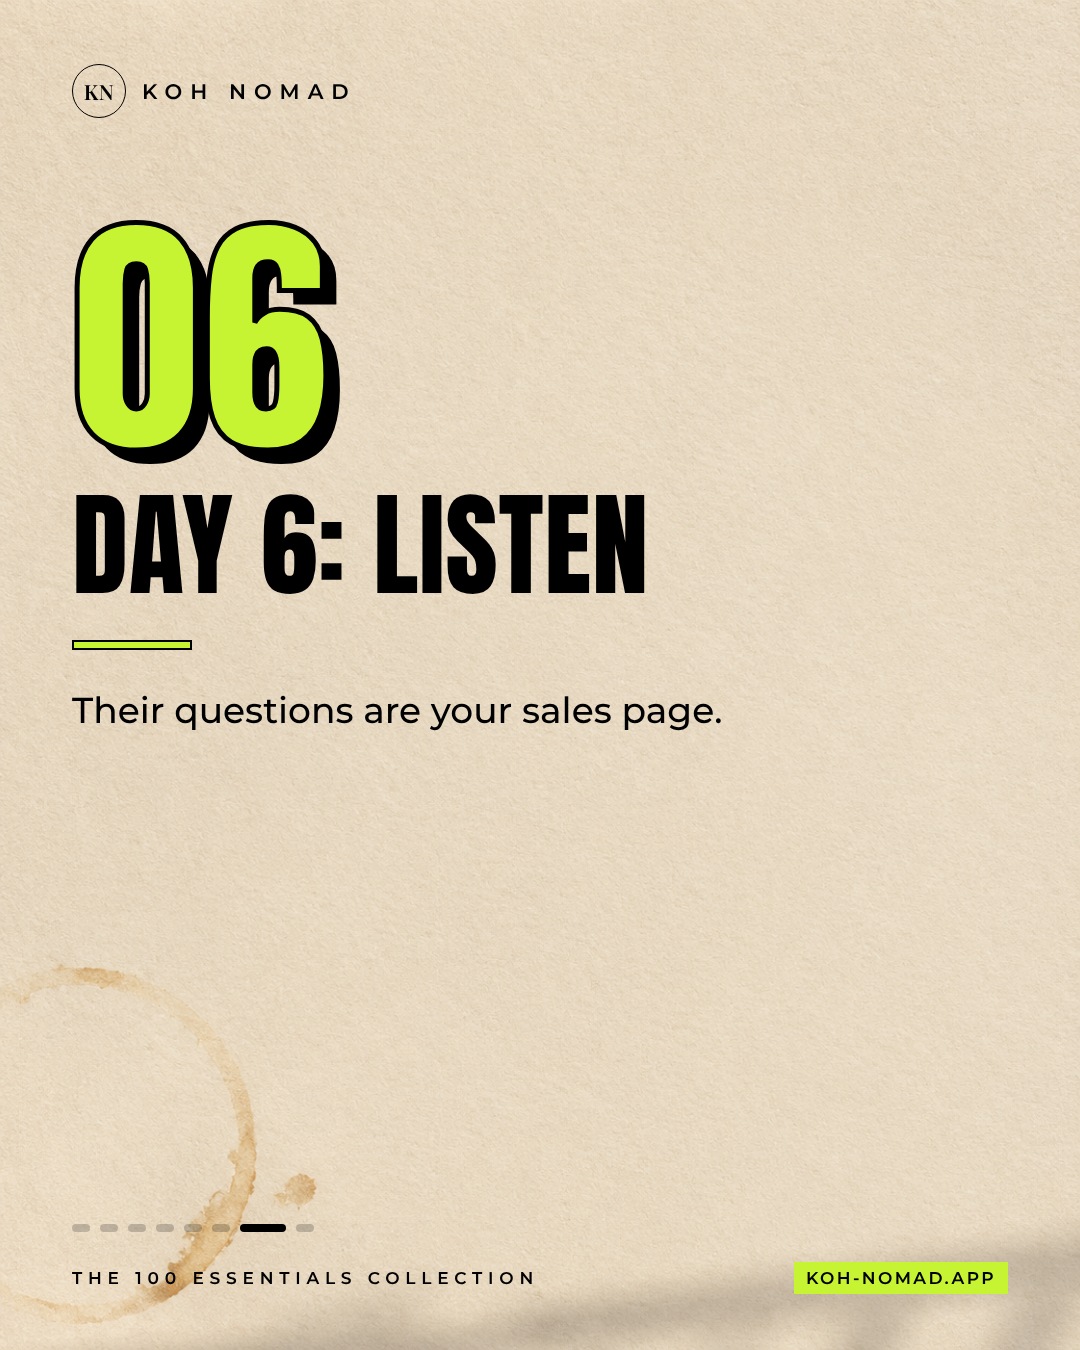 KN KOH NOMAD
06
DAY 6: LISTEN
Their questions are your sales page.
THE 100 ESSENTIALS COLLECTION
KOH-NOMAD.APP